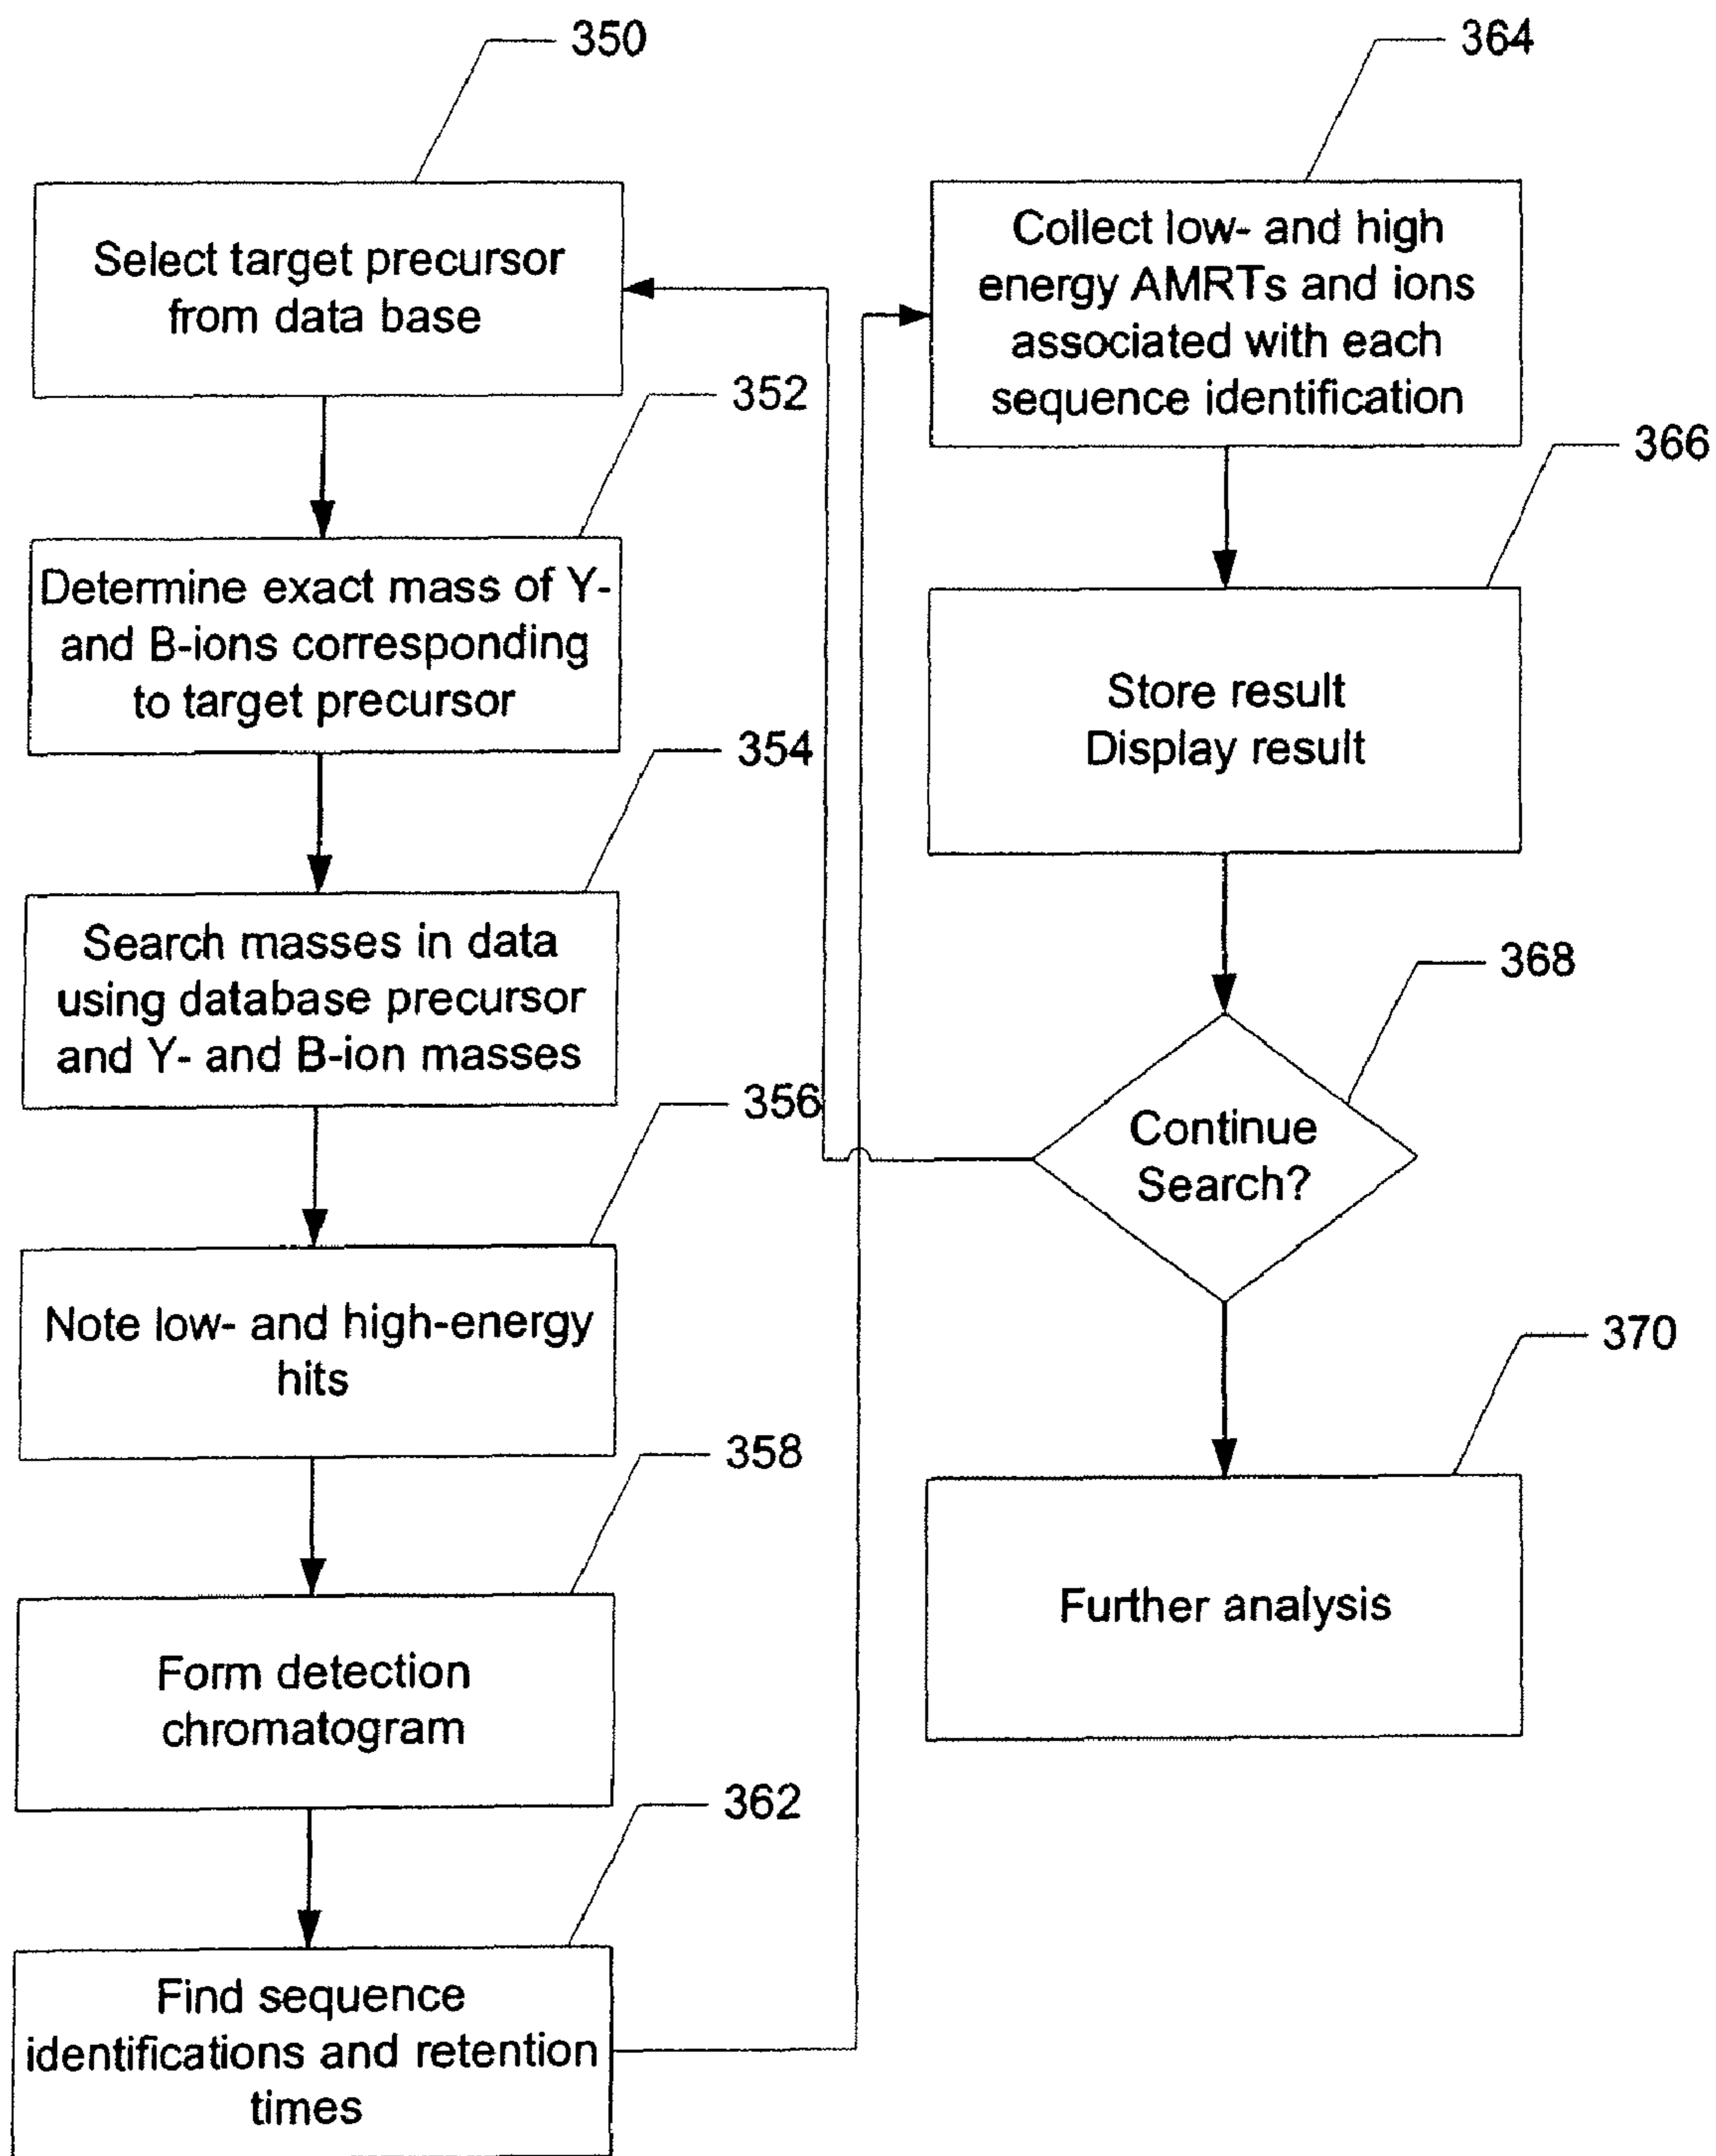 350
Select target precursor
from data base
352
Determine exact mass of Y-
and B-ions corresponding
to target precursor
354
Search masses in data
using database precursor
and Y- and B-ion masses
356
Note low- and high-energy
hits
358
Form detection
chromatogram
362
Find sequence
identifications and retention
times
364
Collect low- and high
energy AMRTs and ions
associated with each
sequence identification
366
Store result
Display result
368
Continue
Search?
370
Further analysis